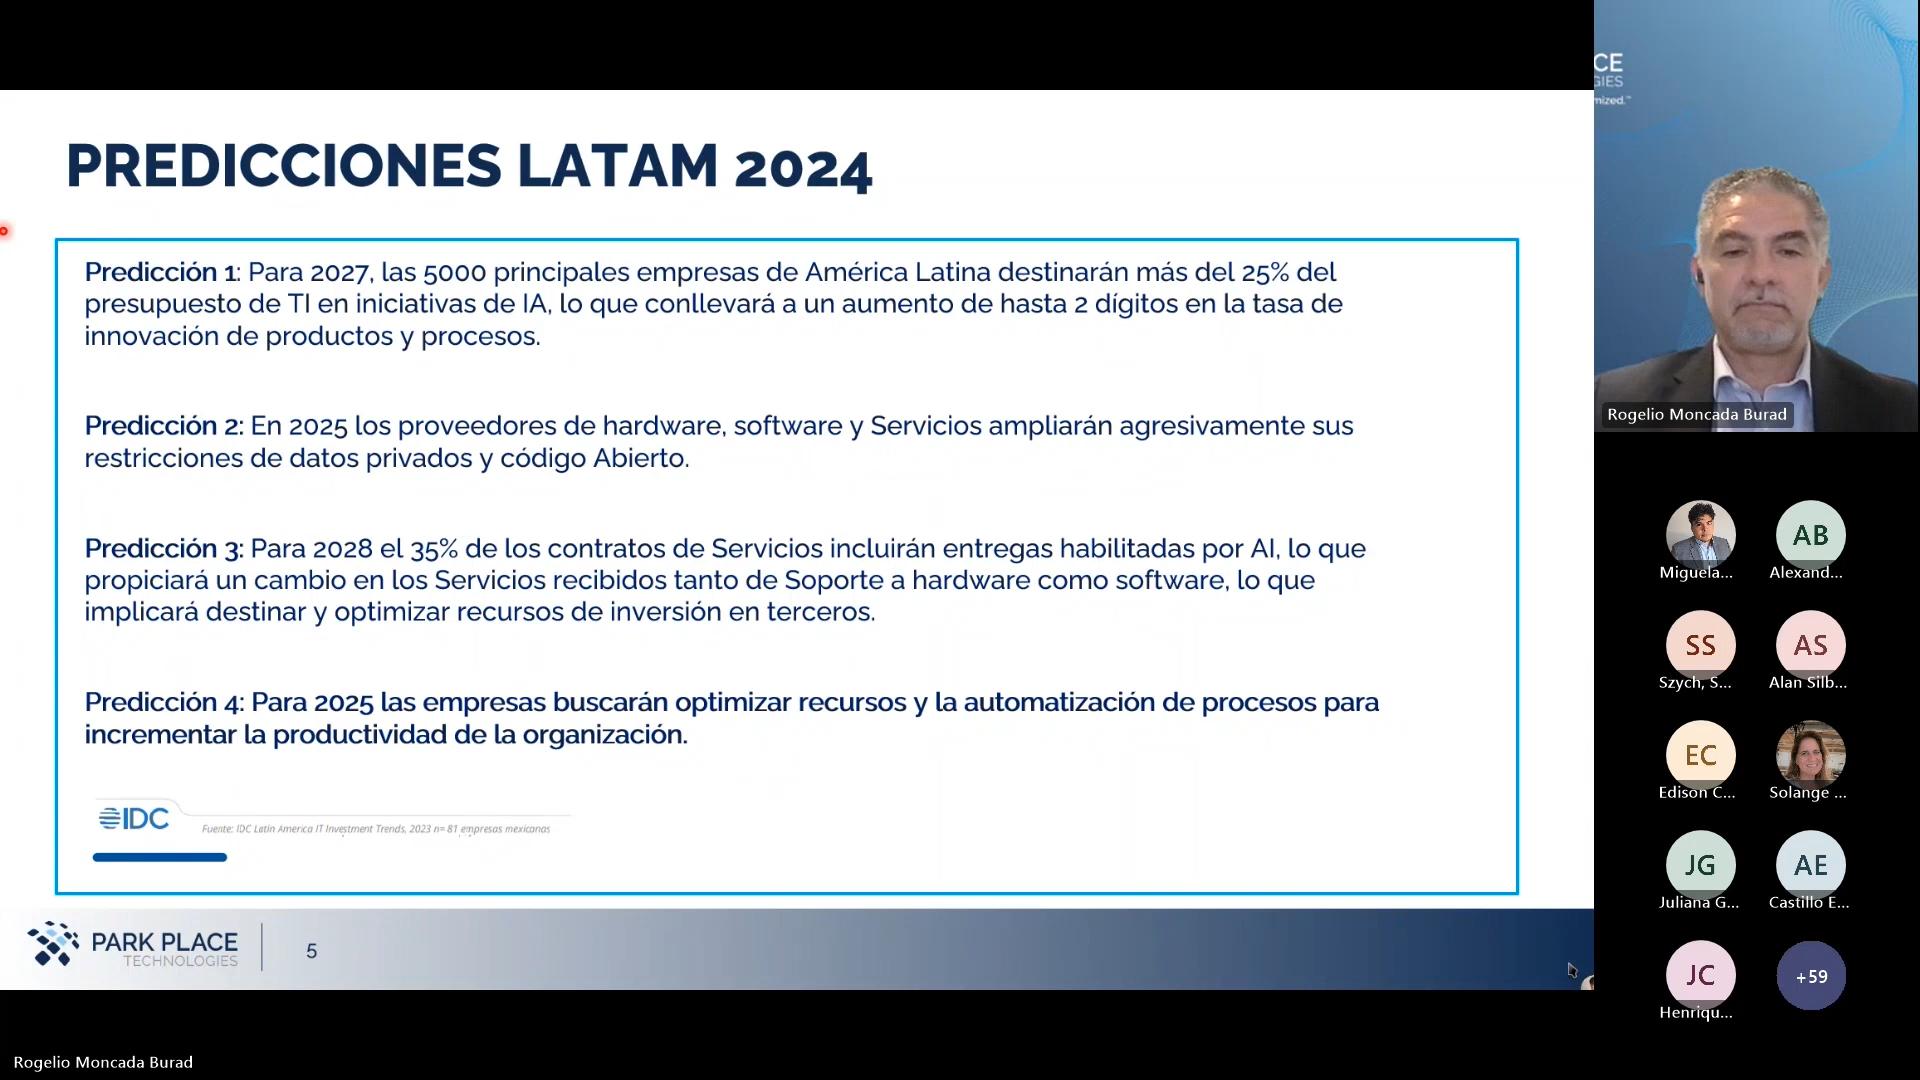 PREDICCIONES LATAM 2024
Predicción 1: Para 2027, las 5000 principales empresas de América Latina destinarán más del 25% del
presupuesto de TI en iniciativas de IA, lo que conllevará a un aumento de hasta 2 dígitos en la tasa de
innovación de productos y procesos.
Predicción 2: En 2025 los proveedores de hardware, software y Servicios ampliarán agresivamente sus
restricciones de datos privados y código Abierto.
Predicción 3: Para 2028 el 35% de los contratos de Servicios incluirán entregas habilitadas por AI, lo que
propiciará un cambio en los Servicios recibidos tanto de Soporte a hardware como software, lo que
implicará destinar y optimizar recursos de inversión en terceros.
Predicción 4: Para 2025 las empresas buscarán optimizar recursos y la automatización de procesos para
incrementar la productividad de la organización.
IDC
Fuente: IDC Latin America IT Investment Trends, 2023 n= 81 empresas mexicanas
PARK PLACE
TECHNOLOGIES
5
Rogelio Moncada Burad
CE
GIES
mized.™
Rogelio Moncada Burad
Miguela...
AB
Alexand...
SS
Szych, S...
AS
Alan Silb...
EC
Edison C...
Solange ...
JG
Juliana G...
AE
Castillo E...
JC
Henriqu...
+59